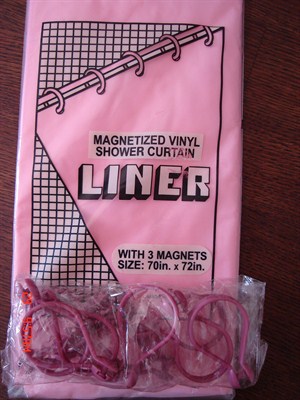 MAGNETIZED VINYL
SHOWER CURTAIN
LINER
WITH 3 MAGNETS
SIZE: 70in. x 72in.